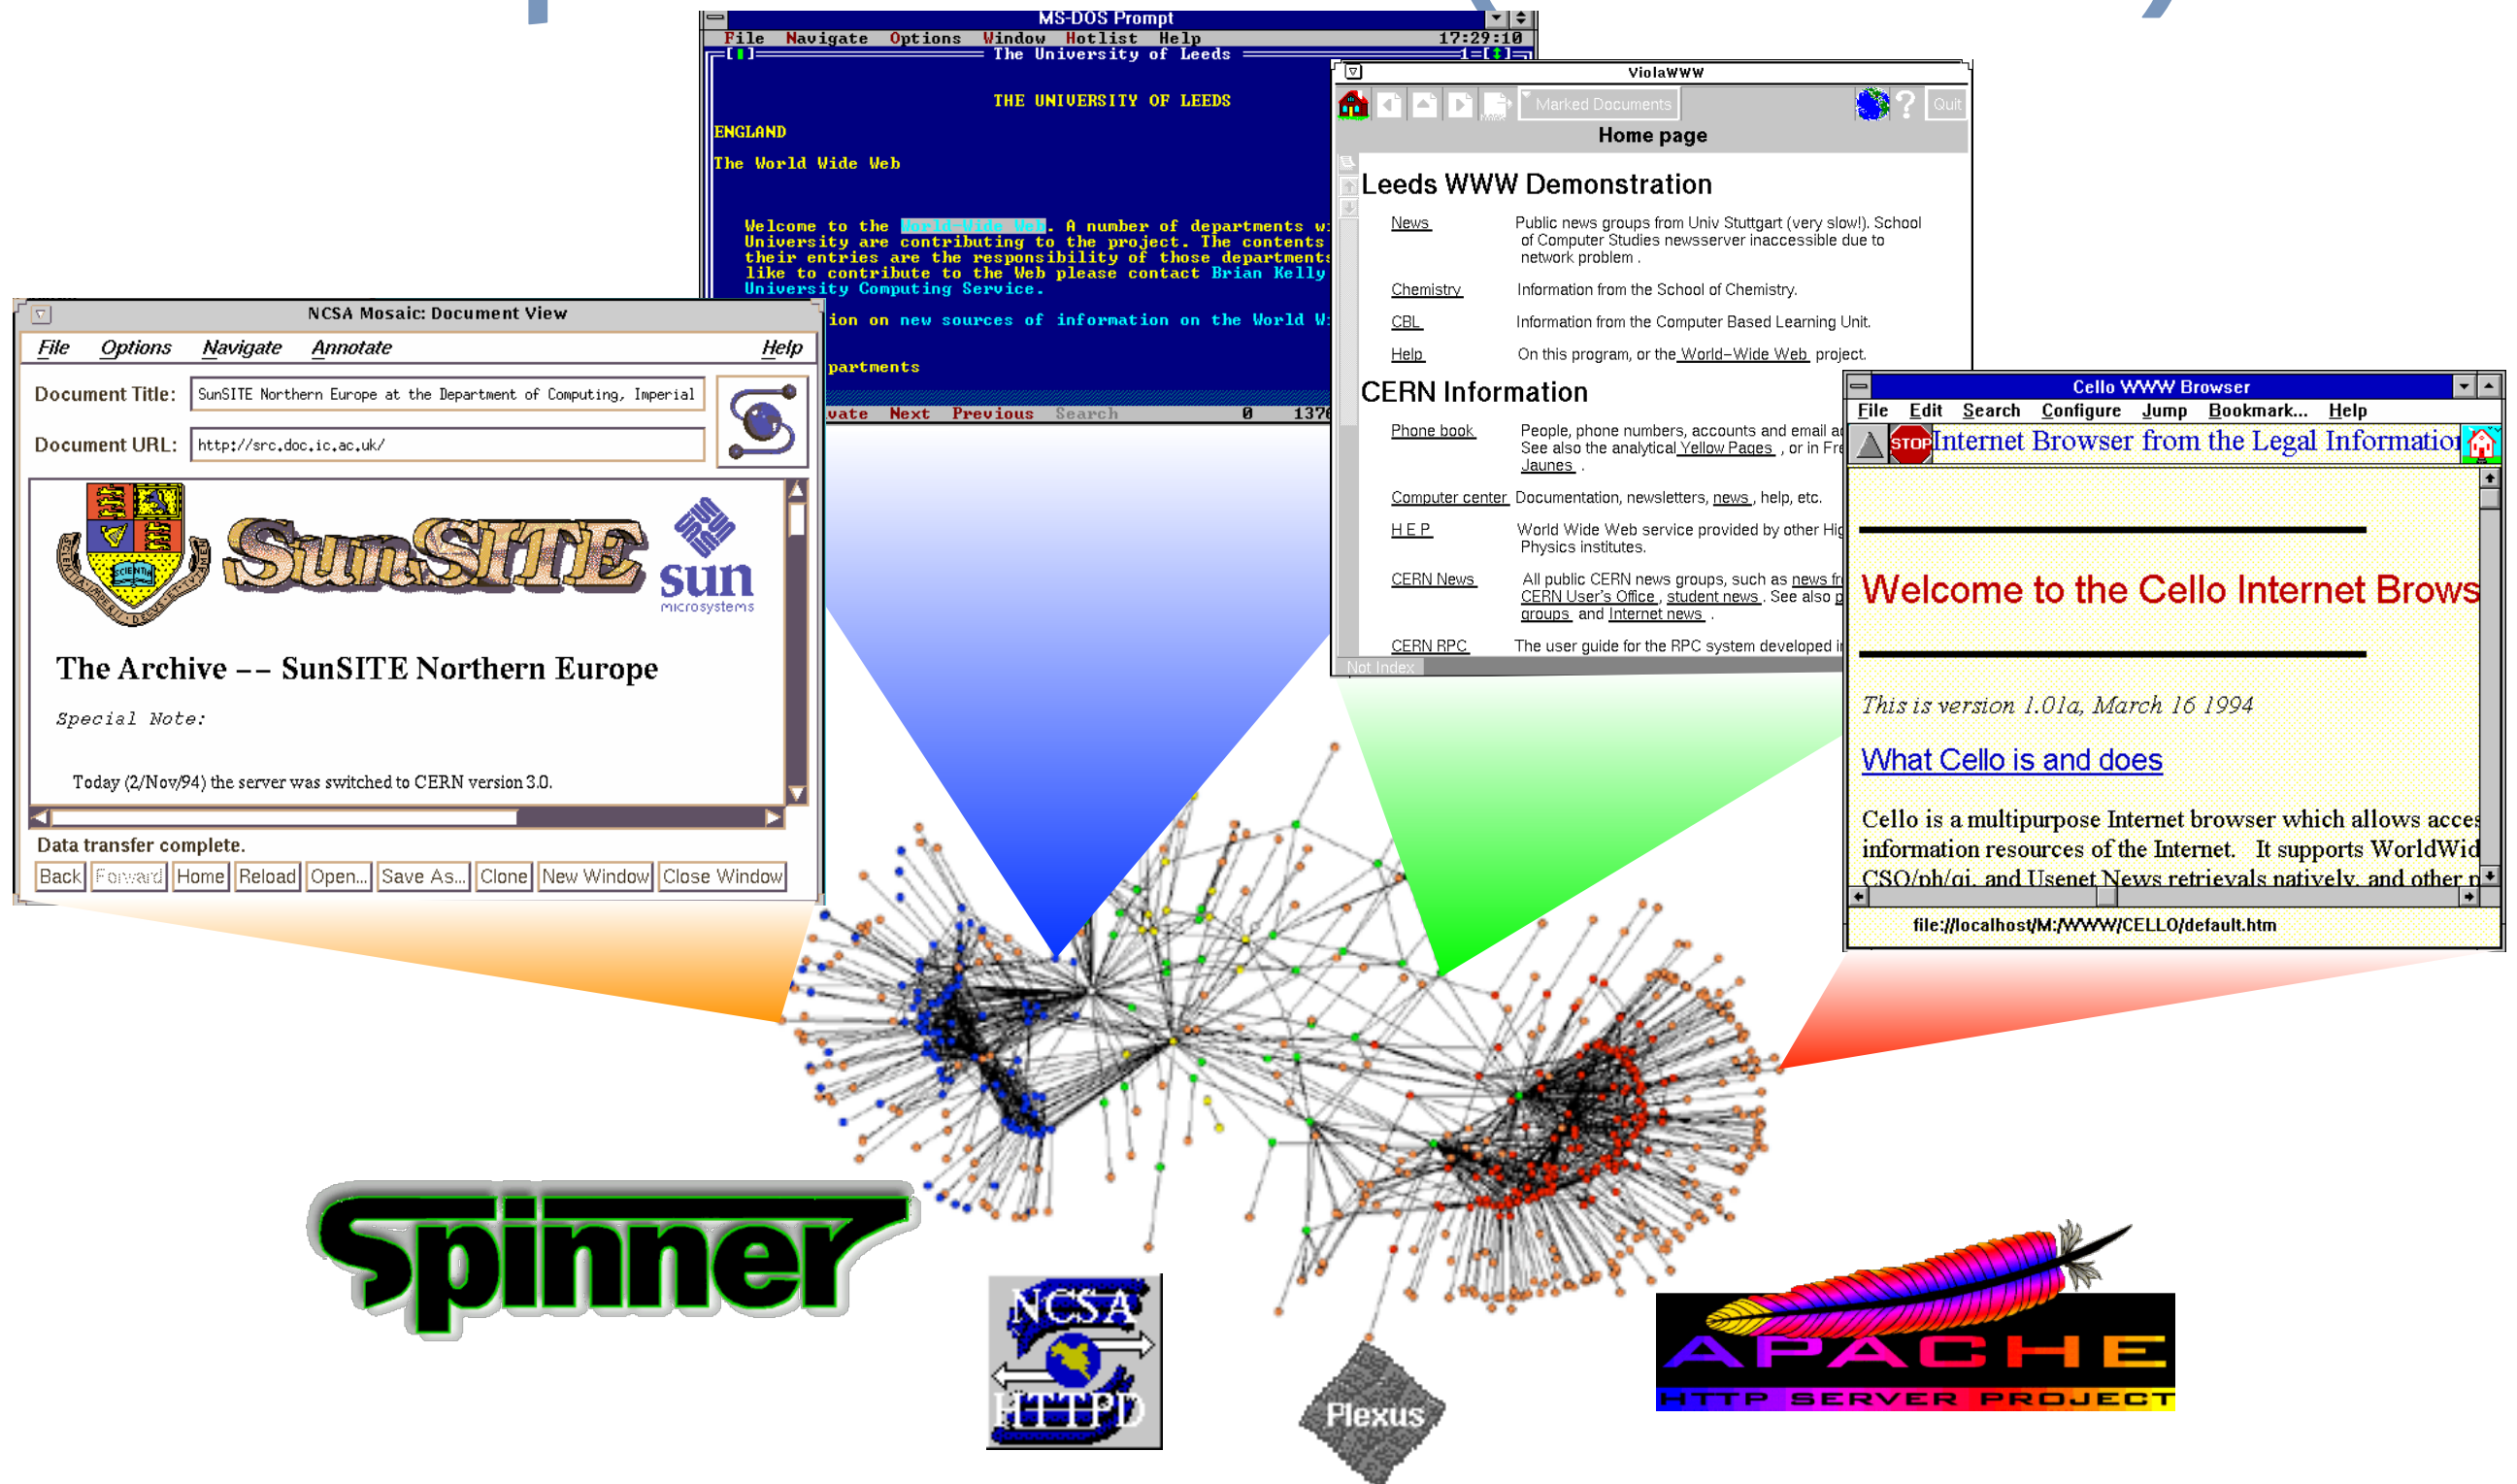 MS-DOS Prompt
File Navigate Options Window Hotlist Help 17:29:10
The University of Leeds
THE UNIVERSITY OF LEEDS
ENGLAND
The World Wide Web
Welcome to the World-Wide Web. A number of departments
University are contributing to the project. The contents
their entries are the responsibility of those departments
like to contribute to the Web please contact Brian Kelly
University Computing Service.
ion on new sources of information on the World
partments
vate Next Previous Search 0 1376
ViolaWWW
Marked Documents
? Quit
Home page
Leeds WWW Demonstration
News Public news groups from Univ Stuttgart (very slow!). School
of Computer Studies newsserver inaccessible due to
network problem .
Chemistry Information from the School of Chemistry.
CBL Information from the Computer Based Learning Unit.
Help On this program, or the World-Wide Web project.
CERN Information
Phone book People, phone numbers, accounts and email
See also the analytical Yellow Pages , or in Fre
Jaunes .
Computer center Documentation, newsletters, news , help, etc.
H E P World Wide Web service provided by other Hig
Physics institutes.
CERN News All public CERN news groups, such as news fr
CERN User's Office , student news . See also
groups and Internet news .
CERN RPC The user guide for the RPC system developed
Not Index
NCSA Mosaic: Document View
File Options Navigate Annotate Help
Document Title: SunSITE Northern Europe at the Department of Computing, Imperial
Document URL: http://src.doc.ic.ac.uk/
SCIENTIA
SunSITE
sun
microsystems
The Archive -- SunSITE Northern Europe
Special Note:
Today (2/Nov/94) the server was switched to CERN version 3.0.
Data transfer complete.
Back Forward Home Reload Open... Save As... Clone New Window Close Window
Cello WWW Browser
File Edit Search Configure Jump Bookmark... Help
STOP Internet Browser from the Legal Information
Welcome to the Cello Internet Brows
This is version 1.01a, March 16 1994
What Cello is and does
Cello is a multipurpose Internet browser which allows acces
information resources of the Internet. It supports WorldWid
CSO/ph/qi, and Usenet News retrievals natively, and other p
file://localhost/M:/WWW/CELLO/default.htm
Spinner
NCSA
HTTPD
Plexus
APACHE
HTTP SERVER PROJECT